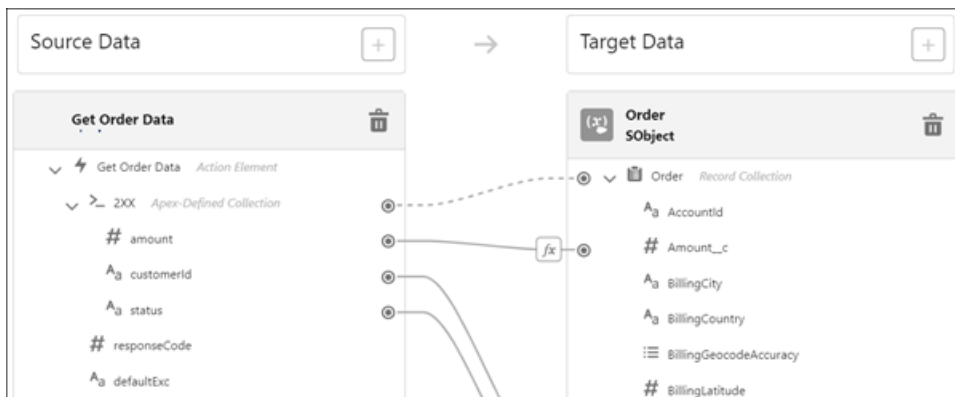 Source Data
Target Data
Get Order Data
Order
SObject
Get Order Data Action Element
2XX Apex-Defined Collection
amount
customerId
status
responseCode
defaultExc
fx
Order Record Collection
AccountId
Amount__c
BillingCity
BillingCountry
BillingGeocodeAccuracy
BillingLatitude